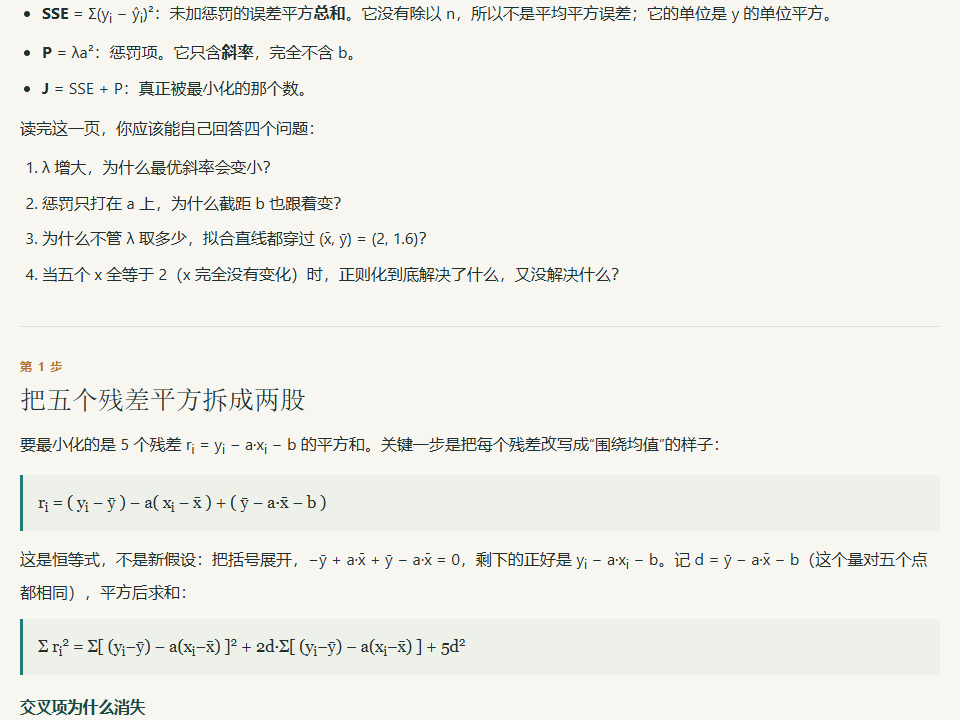 • SSE = Σ(yᵢ − ŷᵢ)²：未加惩罚的误差平方总和。它没有除以 n，所以不是平均平方误差；它的单位是 y 的单位平方。
• P = λa²：惩罚项。它只含斜率，完全不含 b。
• J = SSE + P：真正被最小化的那个数。
读完这一页，你应该能自己回答四个问题：
1. λ 增大，为什么最优斜率会变小？
2. 惩罚只打在 a 上，为什么截距 b 也跟着变？
3. 为什么不管 λ 取多少，拟合直线都穿过 (x̄, ȳ) = (2, 1.6)？
4. 当五个 x 全等于 2（x 完全没有变化）时，正则化到底解决了什么，又没解决什么？
第 1 步
把五个残差平方拆成两股
要最小化的是 5 个残差 rᵢ = yᵢ − a·xᵢ − b 的平方和。关键一步是把每个残差改写成“围绕均值”的样子：
rᵢ = ( yᵢ − ȳ ) − a( xᵢ − x̄ ) + ( ȳ − a·x̄ − b )
这是恒等式，不是新假设：把括号展开，−ȳ + a·x̄ + ȳ − a·x̄ = 0，剩下的正好是 yᵢ − a·xᵢ − b。记 d = ȳ − a·x̄ − b（这个量对五个点
都相同），平方后求和：
Σ rᵢ² = Σ[ (yᵢ−ȳ) − a(xᵢ−x̄) ]² + 2d·Σ[ (yᵢ−ȳ) − a(xᵢ−x̄) ] + 5d²
交叉项为什么消失